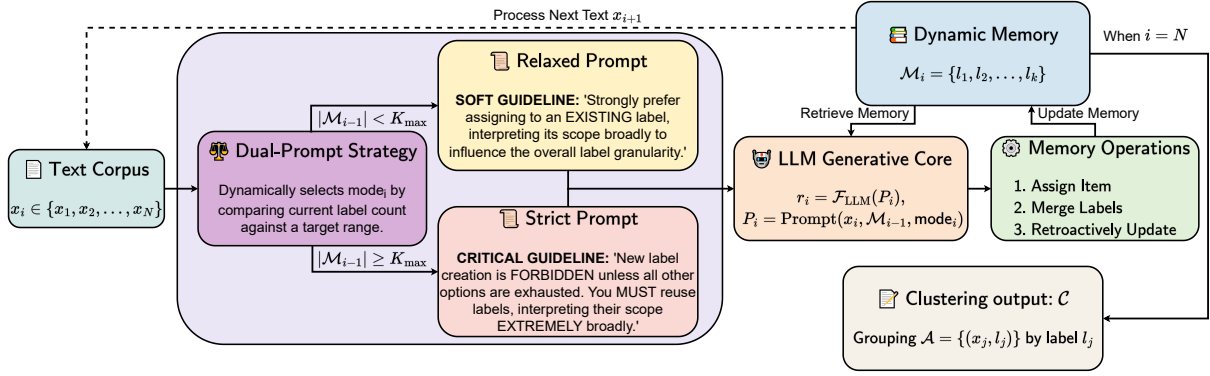 Process Next Text $x_{i+1}$
Text Corpus
$x_i \in \{x_1, x_2, \ldots, x_N\}$
Dual-Prompt Strategy
Dynamically selects mode$_i$ by
comparing current label count
against a target range.
$|\mathcal{M}_{i-1}| < K_{\max}$
$|\mathcal{M}_{i-1}| \geq K_{\max}$
Relaxed Prompt
SOFT GUIDELINE: 'Strongly prefer
assigning to an EXISTING label,
interpreting its scope broadly to
influence the overall label granularity.'
Strict Prompt
CRITICAL GUIDELINE: 'New label
creation is FORBIDDEN unless all other
options are exhausted. You MUST reuse
labels, interpreting their scope
EXTREMELY broadly.'
Dynamic Memory
$\mathcal{M}_i = \{l_1, l_2, \ldots, l_k\}$
When $i = N$
Retrieve Memory
Update Memory
LLM Generative Core
$r_i = \mathcal{F}_{\mathrm{LLM}}(P_i),$
$P_i = \mathrm{Prompt}(x_i, \mathcal{M}_{i-1}, \mathsf{mode}_i)$
Memory Operations
1. Assign Item
2. Merge Labels
3. Retroactively Update
Clustering output: $\mathcal{C}$
Grouping $\mathcal{A} = \{(x_j, l_j)\}$ by label $l_j$